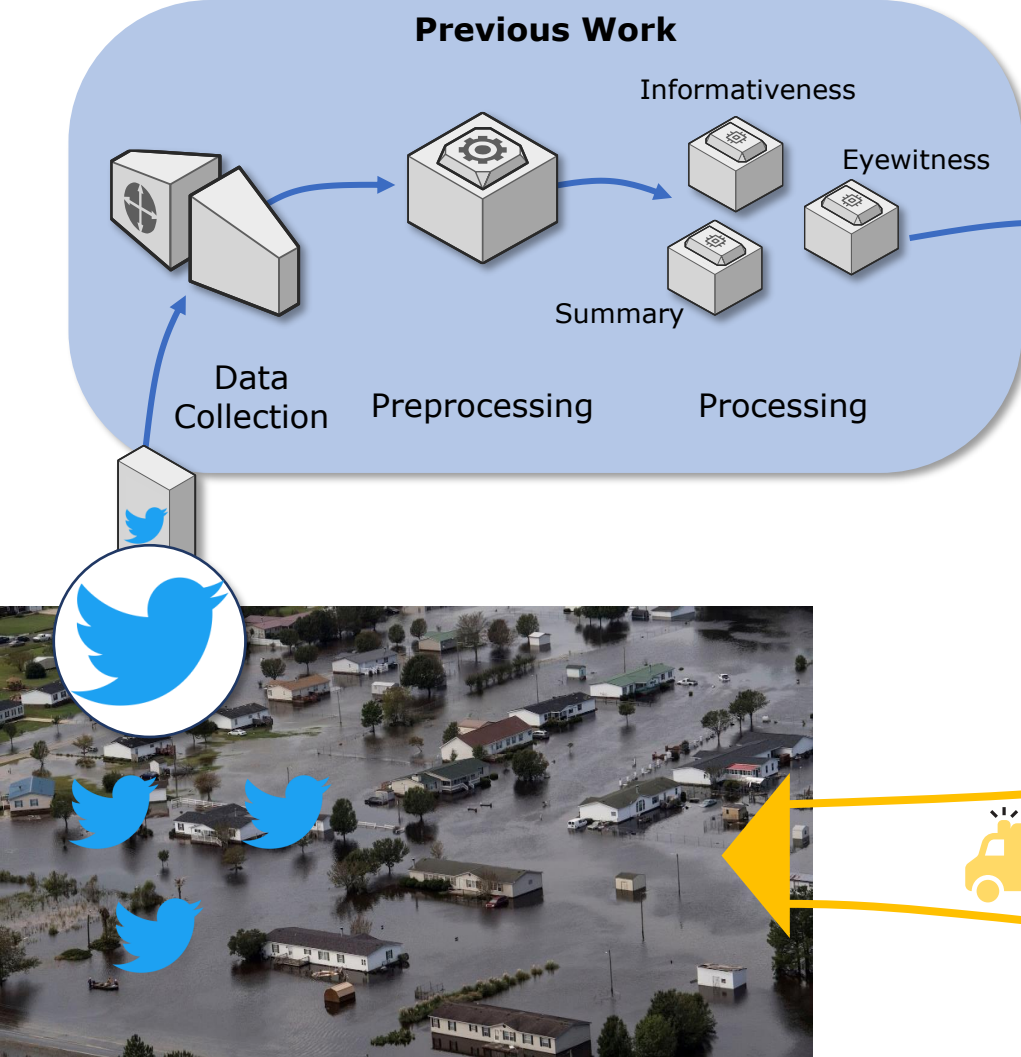 Previous Work
Informativeness
Eyewitness
Summary
Data
Collection
Preprocessing
Processing